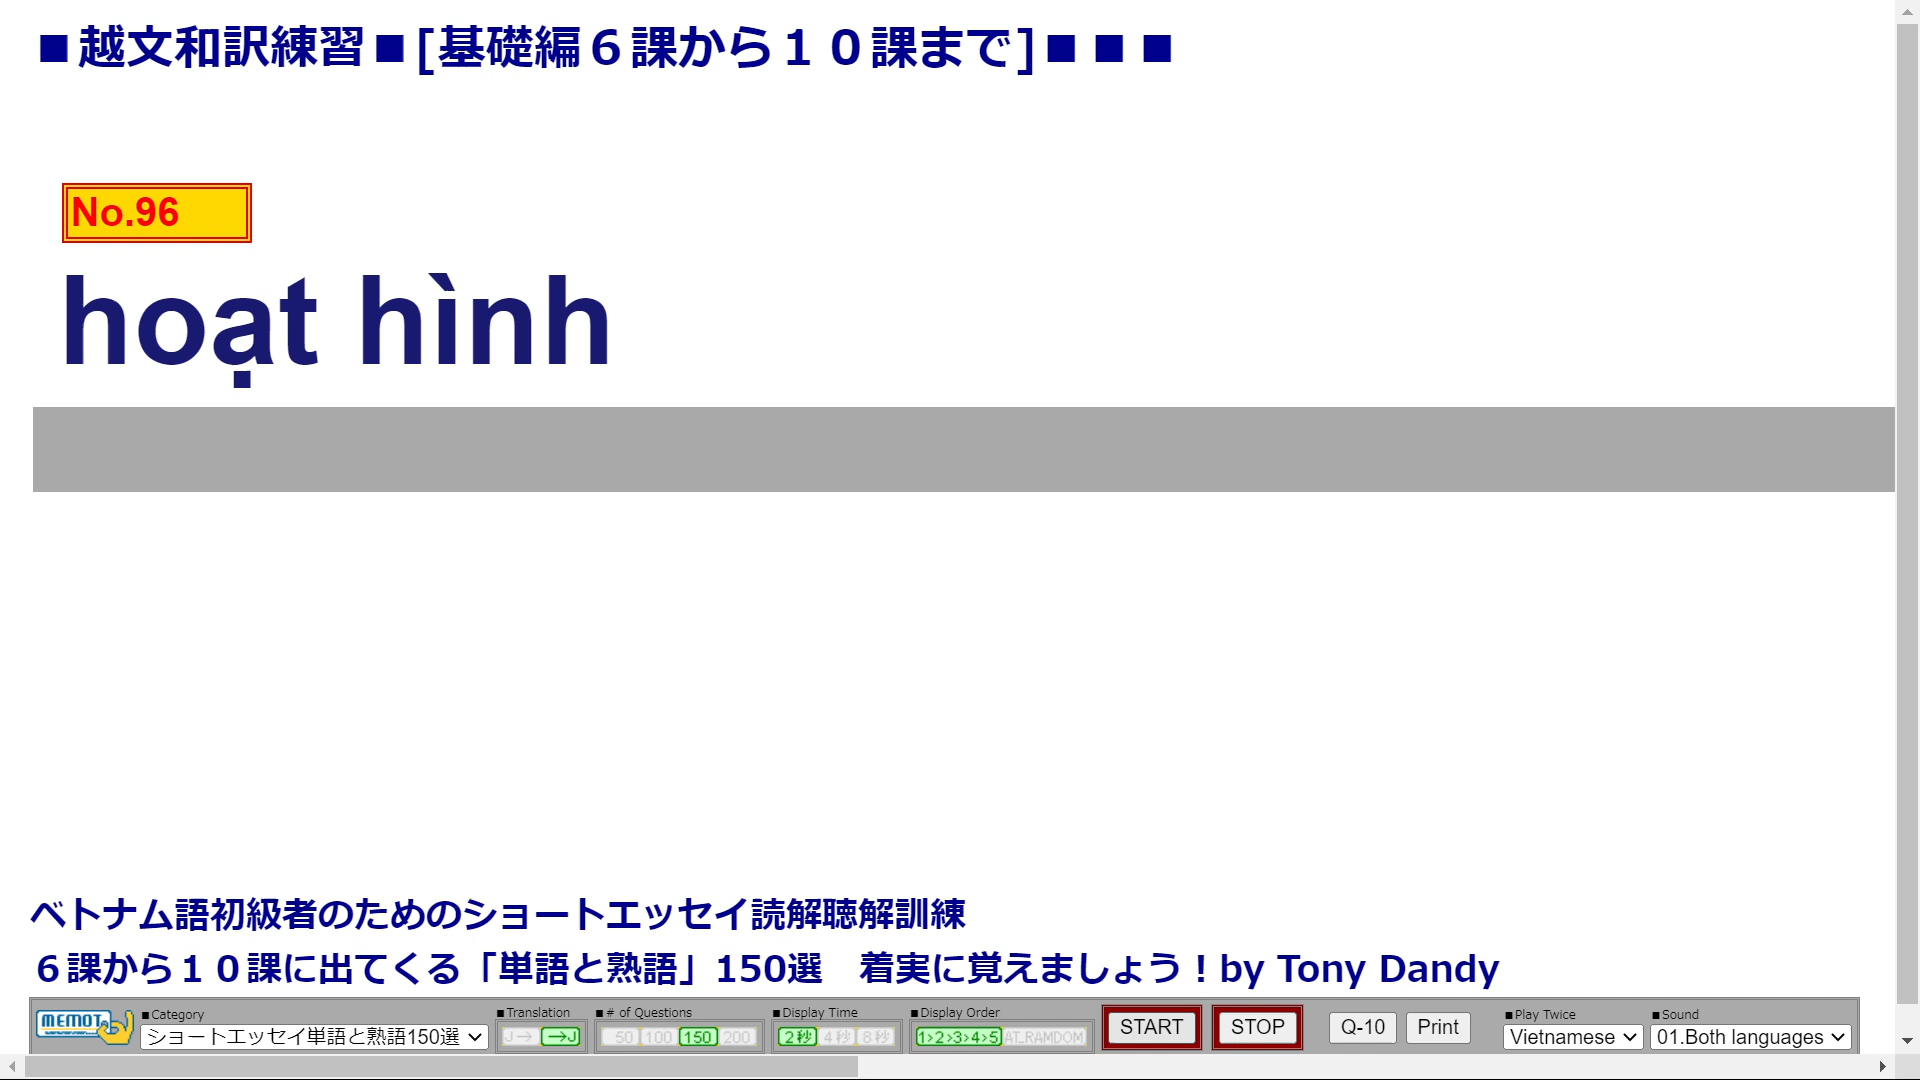 ■越文和訳練習■[基礎編６課から１０課まで]■ ■ ■
No.96
hoạt hình
ベトナム語初級者のためのショートエッセイ読解聴解訓練
６課から１０課に出てくる「単語と熟語」150選　着実に覚えましょう！by Tony Dandy
MEMOT
■Category
ショートエッセイ単語と熟語150選
■Translation
J→ →J
■# of Questions
50 100 150 200
■Display Time
2秒 4秒 8秒
■Display Order
1>2>3>4>5 AT_RAMDOM
START STOP Q-10 Print
■Play Twice
Vietnamese
■Sound
01.Both languages